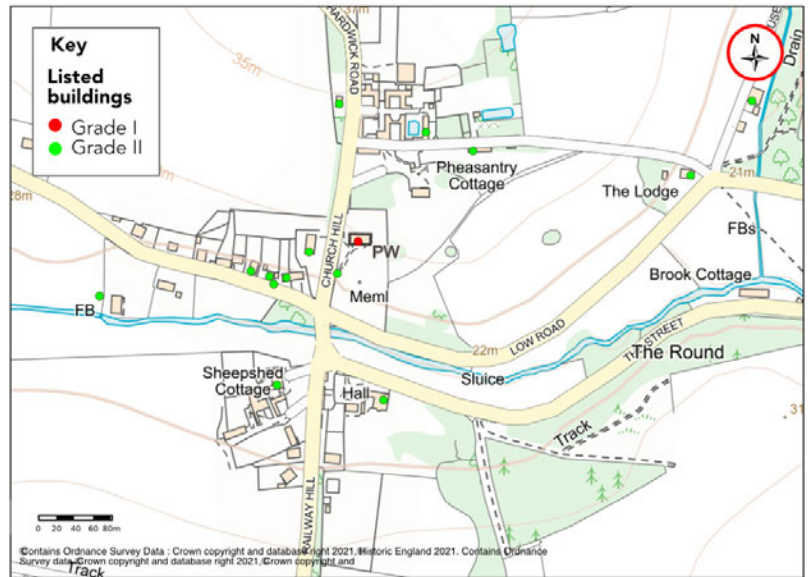 Key
Listed
buildings
Grade I
Grade II
37m
HARDWICK ROAD
35m
N
Drain
Pheasantry
Cottage
The Lodge
21m
28m
CHURCH HILL
PW
FBs
Meml
Brook Cottage
FB
LOW ROAD
22m
THE STREET
The Round
Sluice
Sheepshed
Cottage
Hall
31
Track
RAILWAY HILL
0 20 40 60 80m
©Contains Ordnance Survey Data : Crown copyright and database right 2021, Historic England 2021. Contains Ordnance
Survey data Crown copyright and database right 2021, Crown copyright and
Track